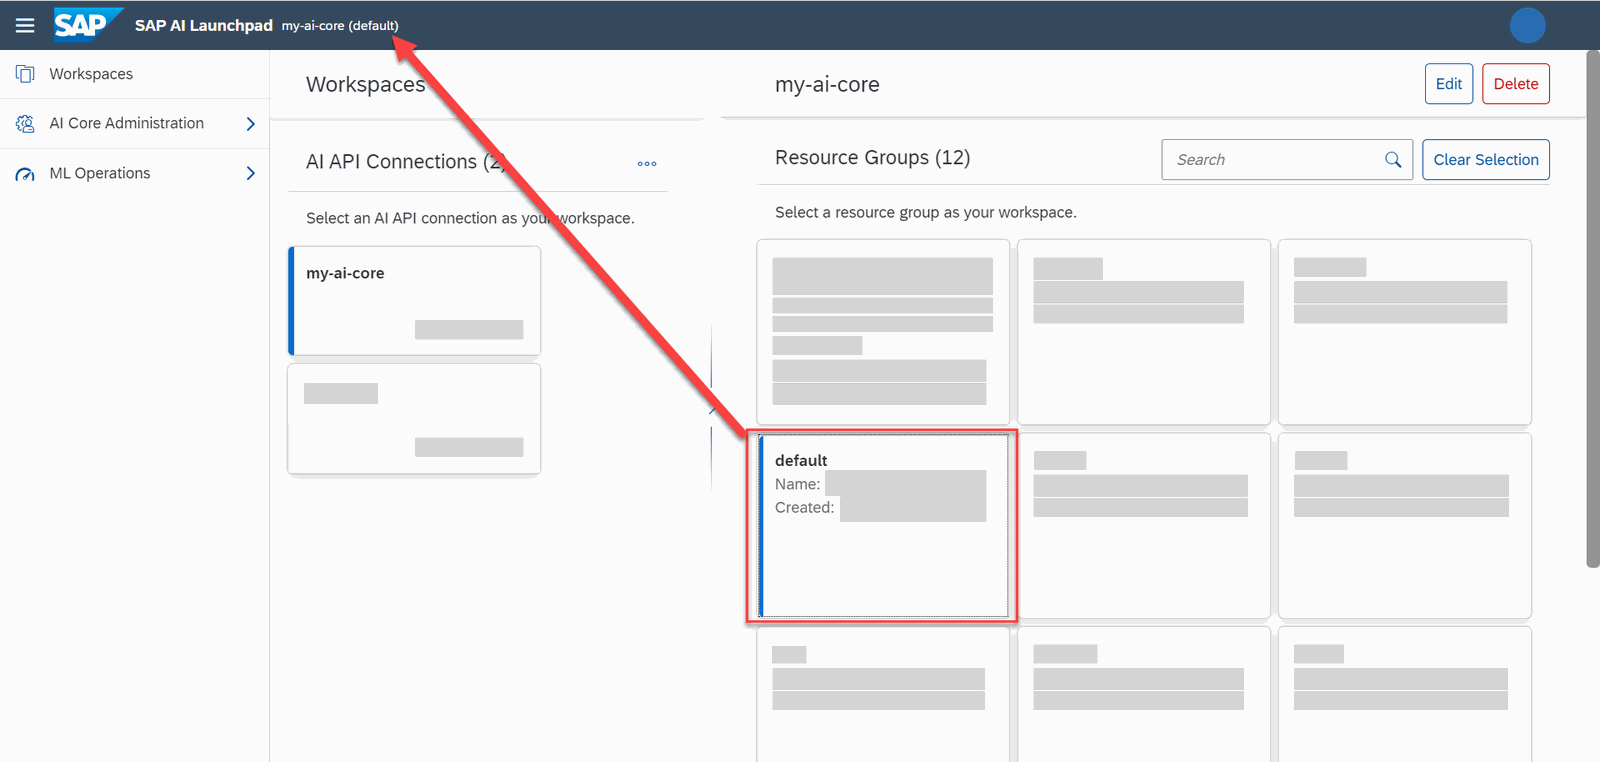 SAP SAP AI Launchpad my-ai-core (default)
Workspaces
AI Core Administration
ML Operations
Workspaces
AI API Connections (2)
Select an AI API connection as your workspace.
my-ai-core
my-ai-core
Edit Delete
Resource Groups (12)
Search
Clear Selection
Select a resource group as your workspace.
default
Name:
Created: